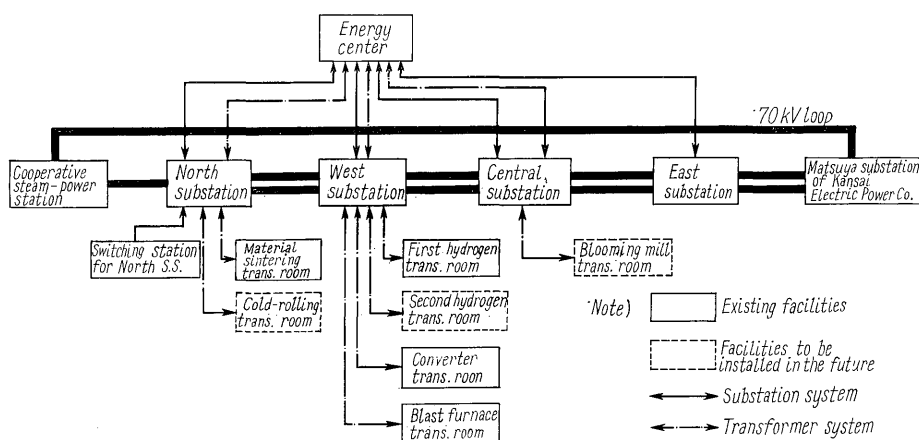 Energy
center
70 kV loop
Cooperative
steam-power
station
North
substation
West
substation
Central
substation
East
substation
Matsuya substation
of Kansai
Electric Power Co.
Switching station
for North S.S.
Material
sintering
trans. room
Cold-rolling
trans. room
First hydrogen
trans. room
Second hydrogen
trans. room
Converter
trans. roon
Blast furnace
trans. room
Blooming mill
trans. room
Note)
Existing facilities
Facilities to be
installed in the future
Substation system
Transformer system